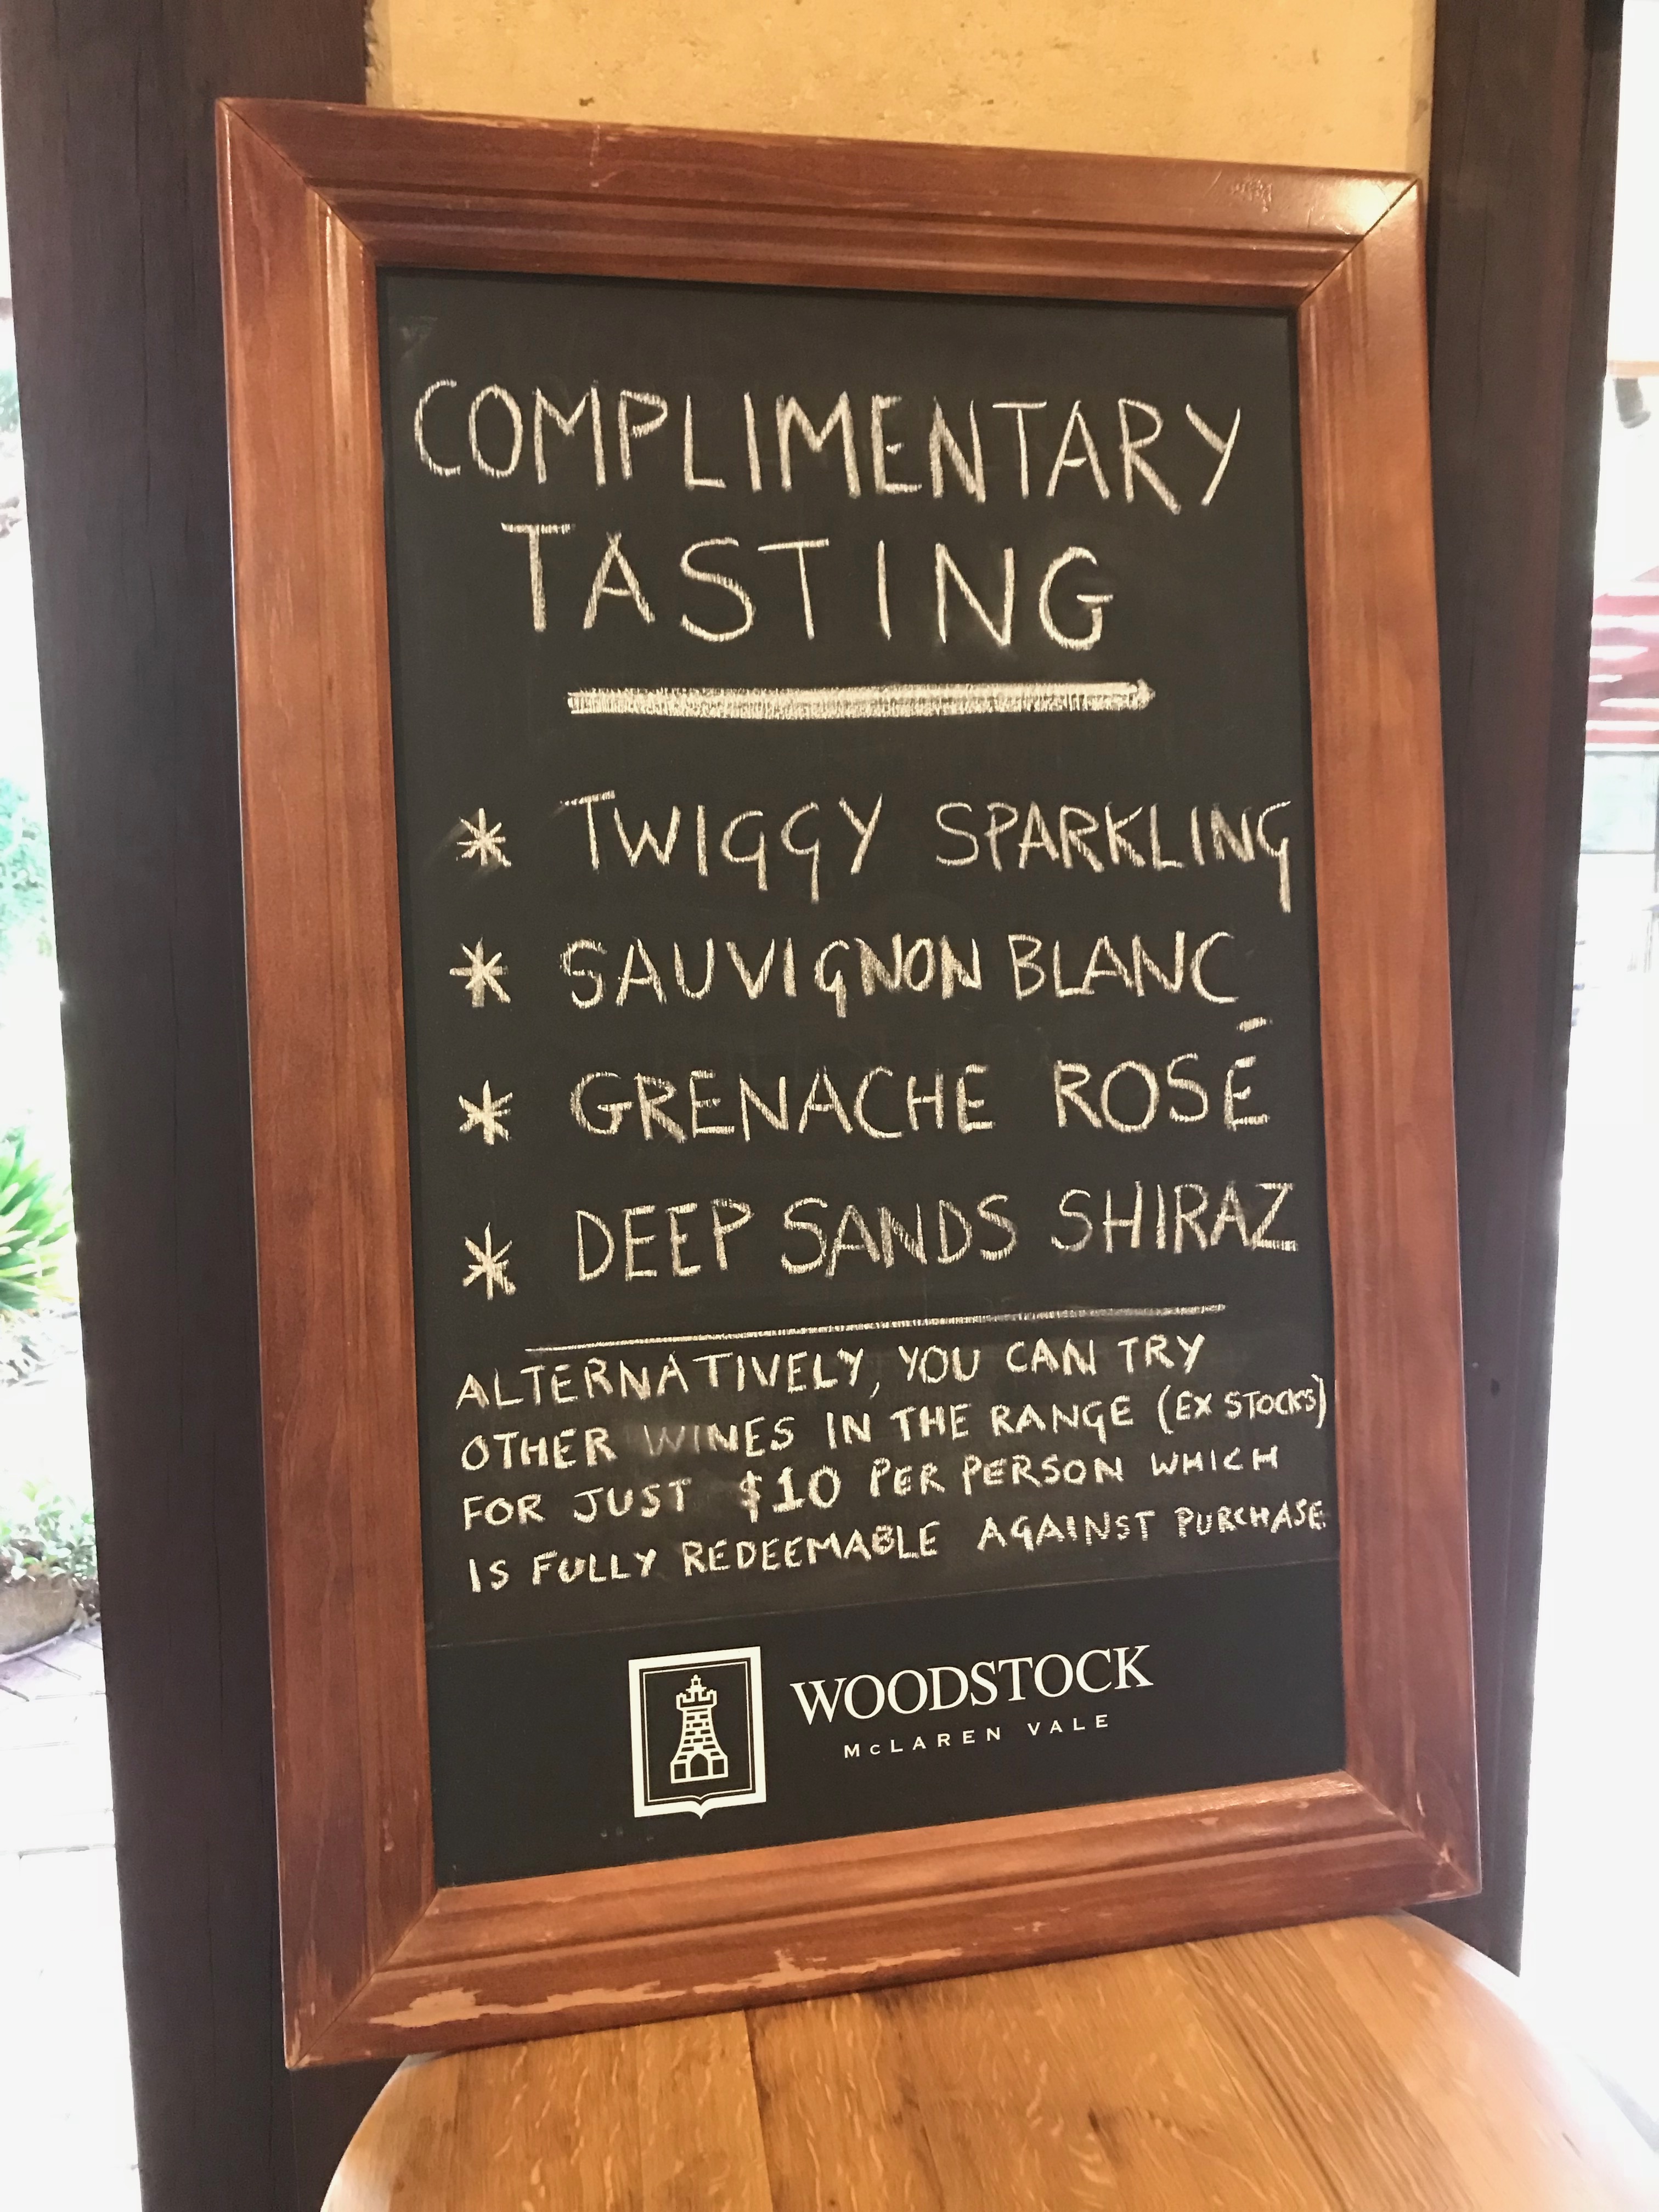 COMPLIMENTARY
TASTING
* TWIGGY SPARKLING
* SAUVIGNON BLANC
* GRENACHE ROSÉ
* DEEP SANDS SHIRAZ
ALTERNATIVELY, YOU CAN TRY
OTHER WINES IN THE RANGE (EX STOCKS)
FOR JUST $10 PER PERSON WHICH
IS FULLY REDEEMABLE AGAINST PURCHASE.
WOODSTOCK
McLAREN VALE